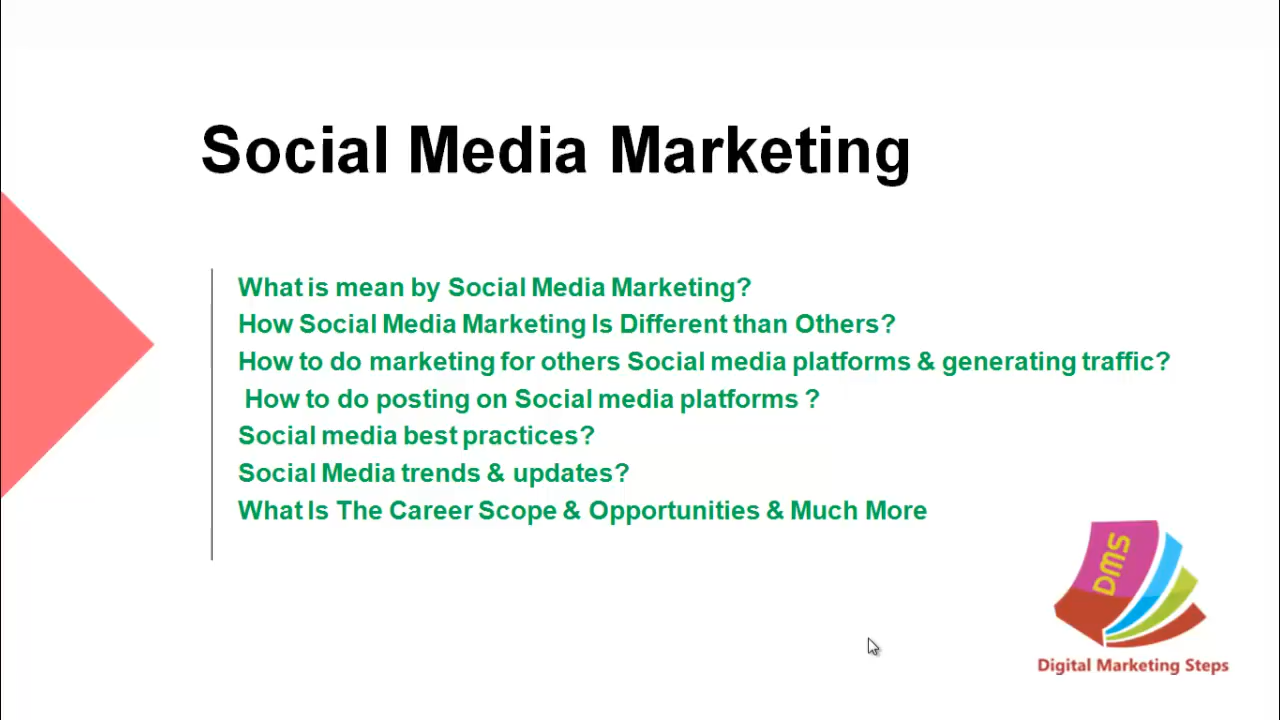 Social Media Marketing
What is mean by Social Media Marketing?
How Social Media Marketing Is Different than Others?
How to do marketing for others Social media platforms & generating traffic?
How to do posting on Social media platforms ?
Social media best practices?
Social Media trends & updates?
What Is The Career Scope & Opportunities & Much More
DMS
Digital Marketing Steps